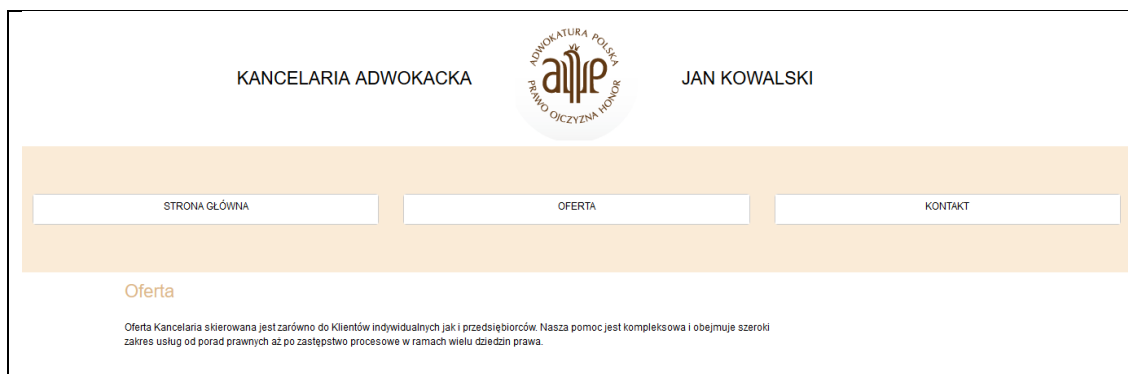 KANCELARIA ADWOKACKA
ADWOKATURA POLSKA
PRAWO OJCZYZNA HONOR
JAN KOWALSKI
STRONA GŁÓWNA
OFERTA
KONTAKT
Oferta
Oferta Kancelaria skierowana jest zarówno do Klientów indywidualnych jak i przedsiębiorców. Nasza pomoc jest kompleksowa i obejmuje szeroki
zakres usług od porad prawnych aż po zastępstwo procesowe w ramach wielu dziedzin prawa.